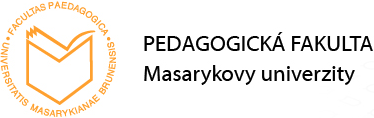 • FACULTAS PAEDAGOGICA •
UNIVERSITATIS MASARYKIANAE BRUNENSIS
PEDAGOGICKÁ FAKULTA
Masarykovy univerzity